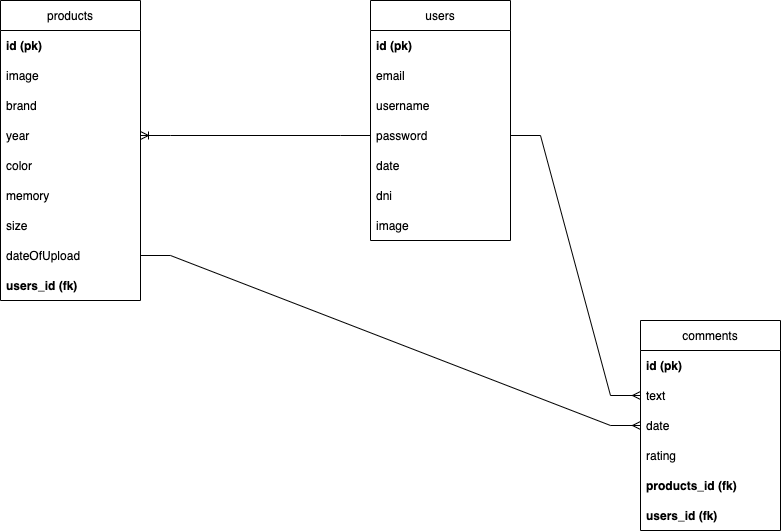 products
id (pk)
image
brand
year
color
memory
size
dateOfUpload
users_id (fk)
users
id (pk)
email
username
password
date
dni
image
comments
id (pk)
text
date
rating
products_id (fk)
users_id (fk)